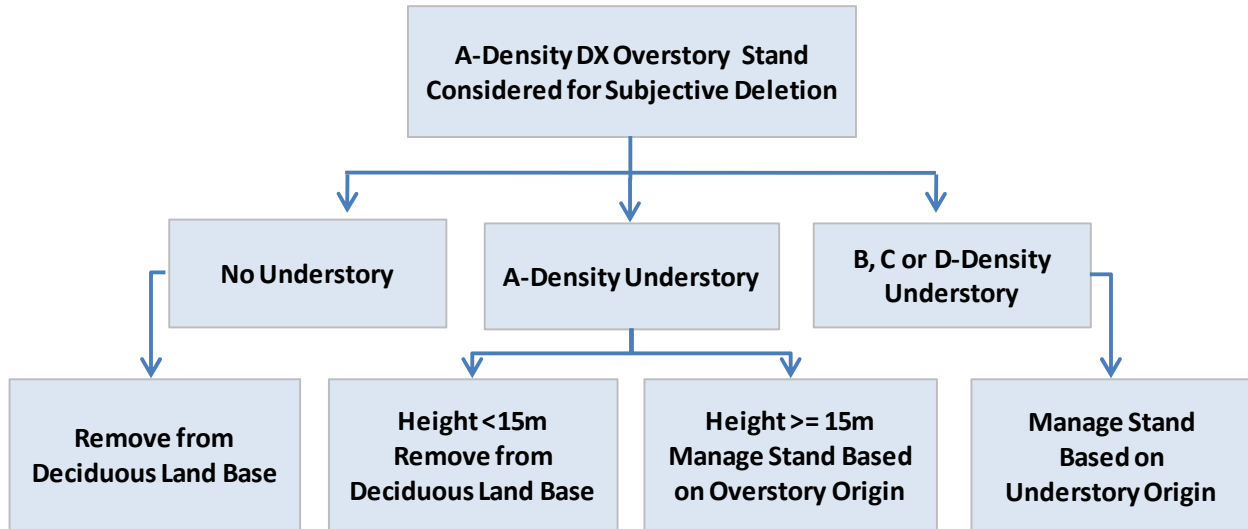 A-Density DX Overstory Stand
Considered for Subjective Deletion
No Understory
A-Density Understory
B, C or D-Density
Understory
Remove from
Deciduous Land Base
Height <15m
Remove from
Deciduous Land Base
Height >= 15m
Manage Stand Based
on Overstory Origin
Manage Stand
Based on
Understory Origin